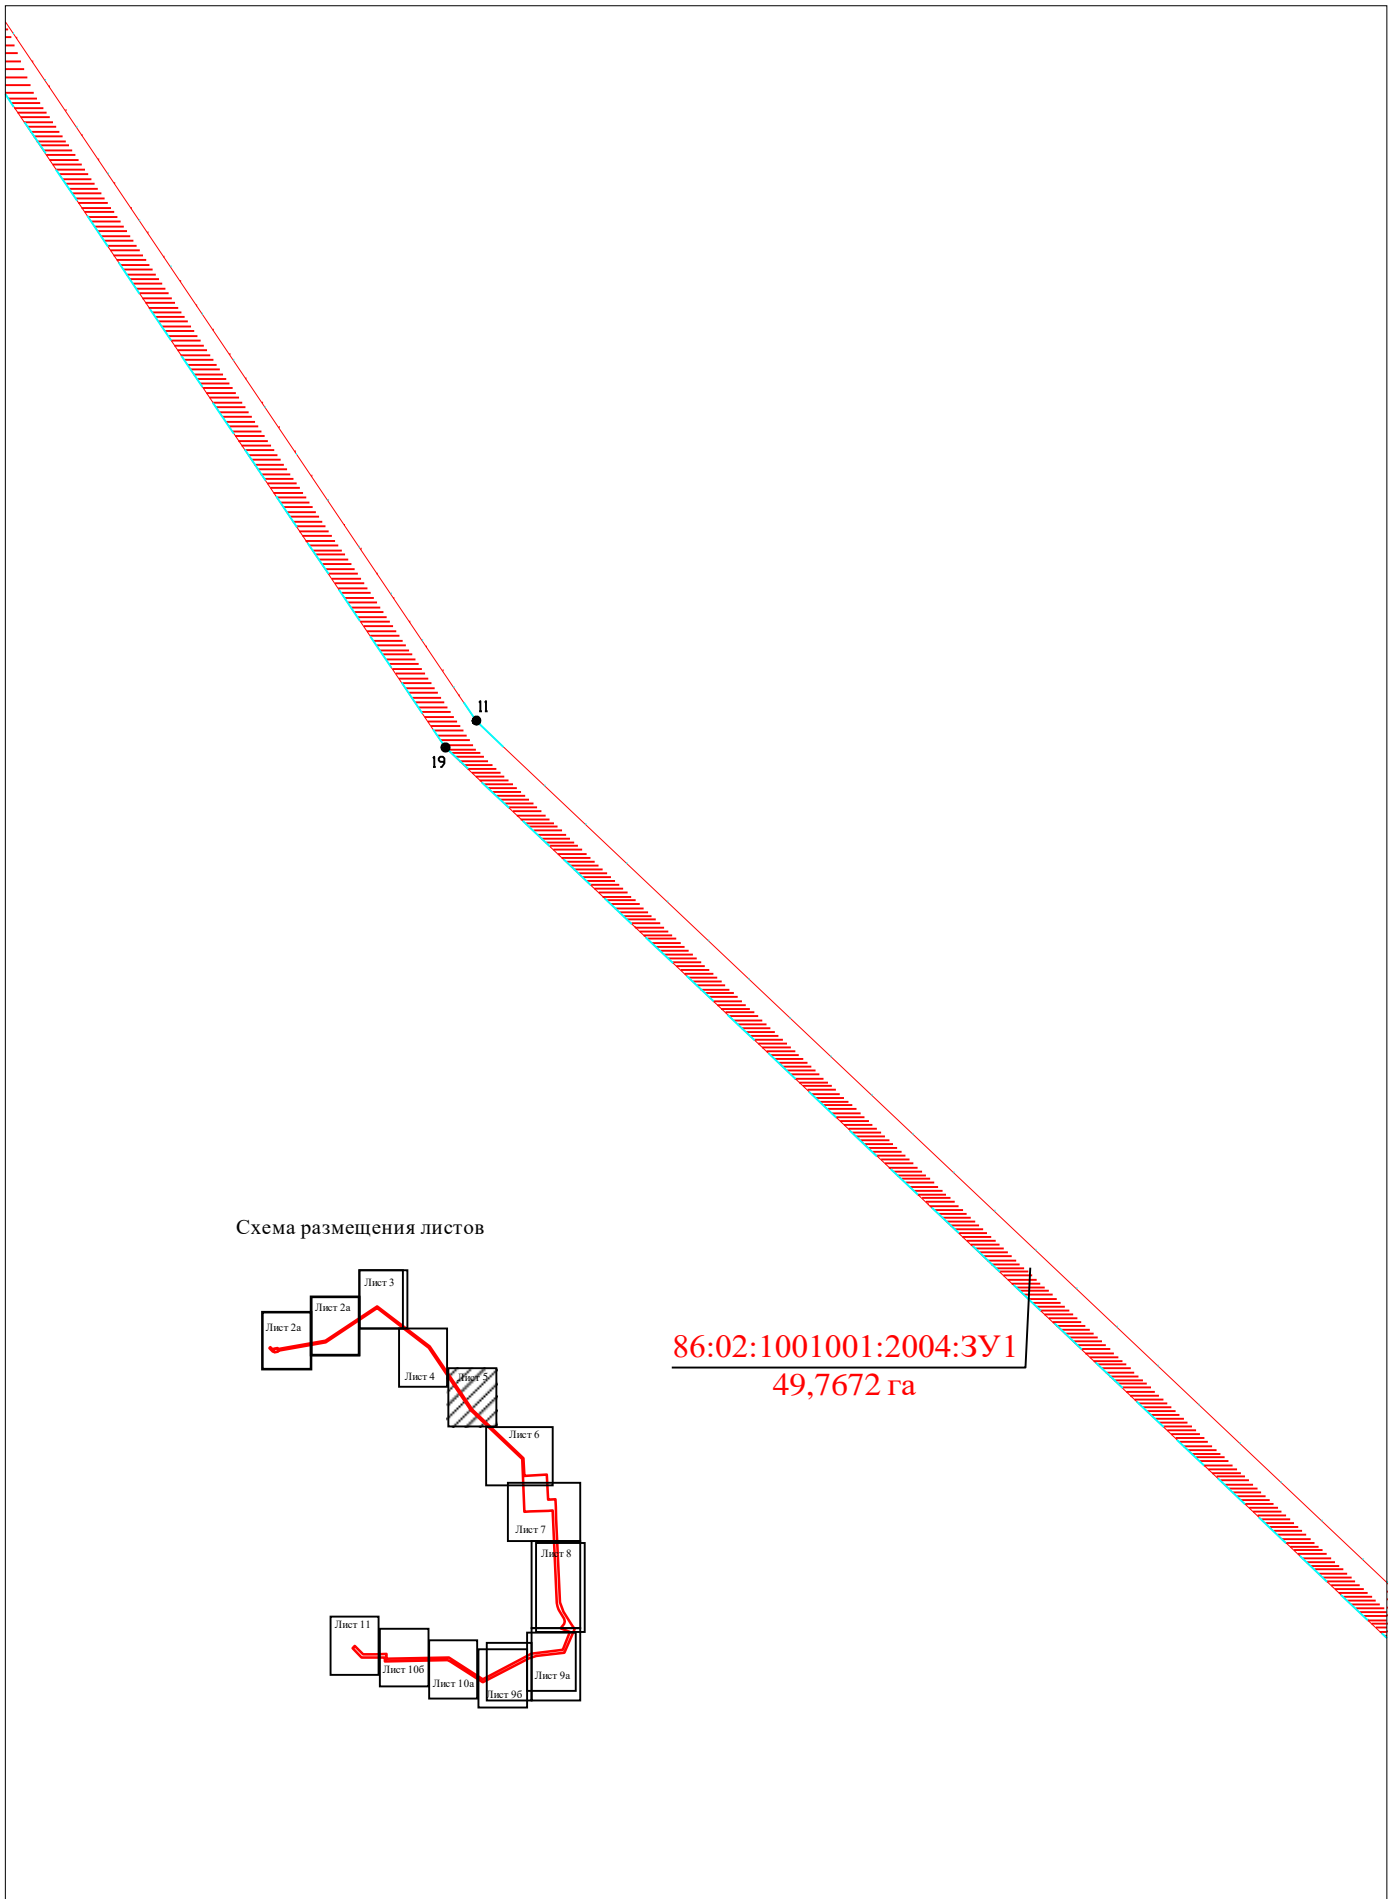 11
19
Схема размещения листов
Лист 3
Лист 2а
Лист 2а
Лист 4
Лист 5
Лист 6
Лист 7
Лист 8
Лист 11
Лист 10б
Лист 10а
Лист 9б
Лист 9а
86:02:1001001:2004:ЗУ1
49,7672 га